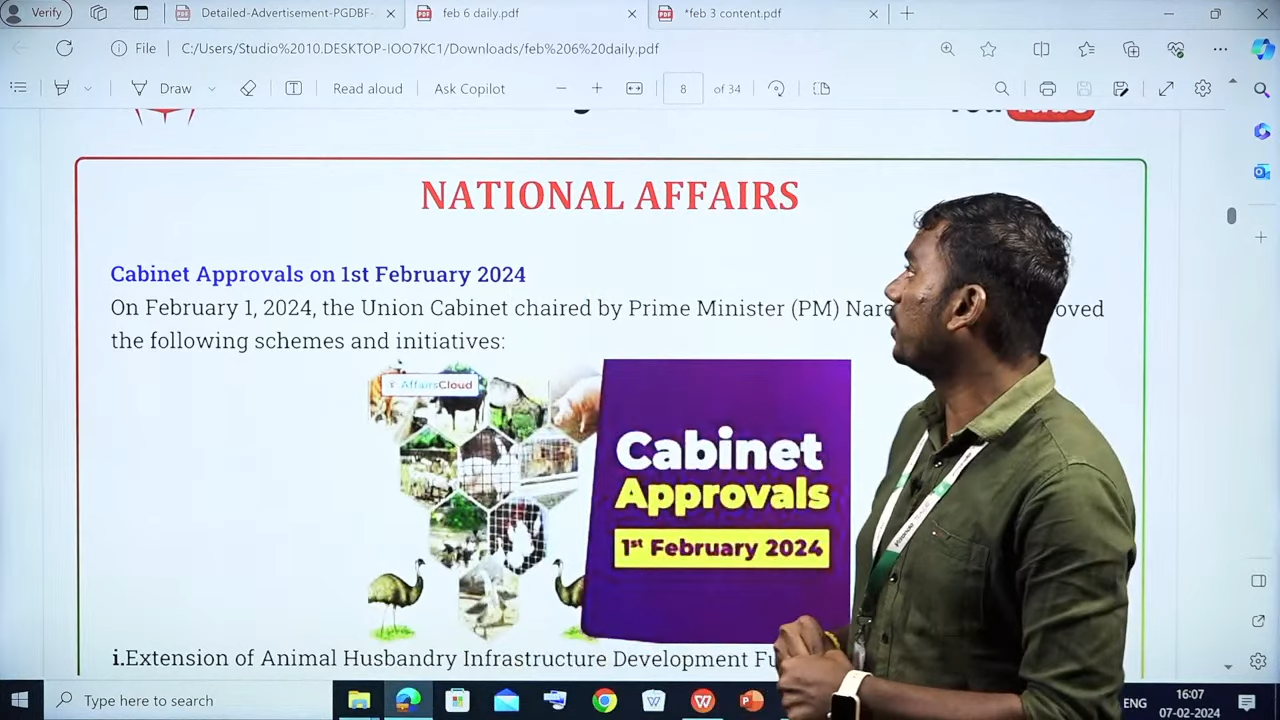 Verify
Detailed-Advertisement-PGDBF-
feb 6 daily.pdf
*feb 3 content.pdf
File
C:/Users/Studio%2010.DESKTOP-IOO7KC1/Downloads/feb%206%20daily.pdf
Draw
Read aloud
Ask Copilot
8
of 34
NATIONAL AFFAIRS
Cabinet Approvals on 1st February 2024
On February 1, 2024, the Union Cabinet chaired by Prime Minister (PM) Nare
oved
the following schemes and initiatives:
AffairsCloud
Cabinet
Approvals
1st February 2024
i.Extension of Animal Husbandry Infrastructure Development Fu
Type here to search
ENG
16:07
07-02-2024